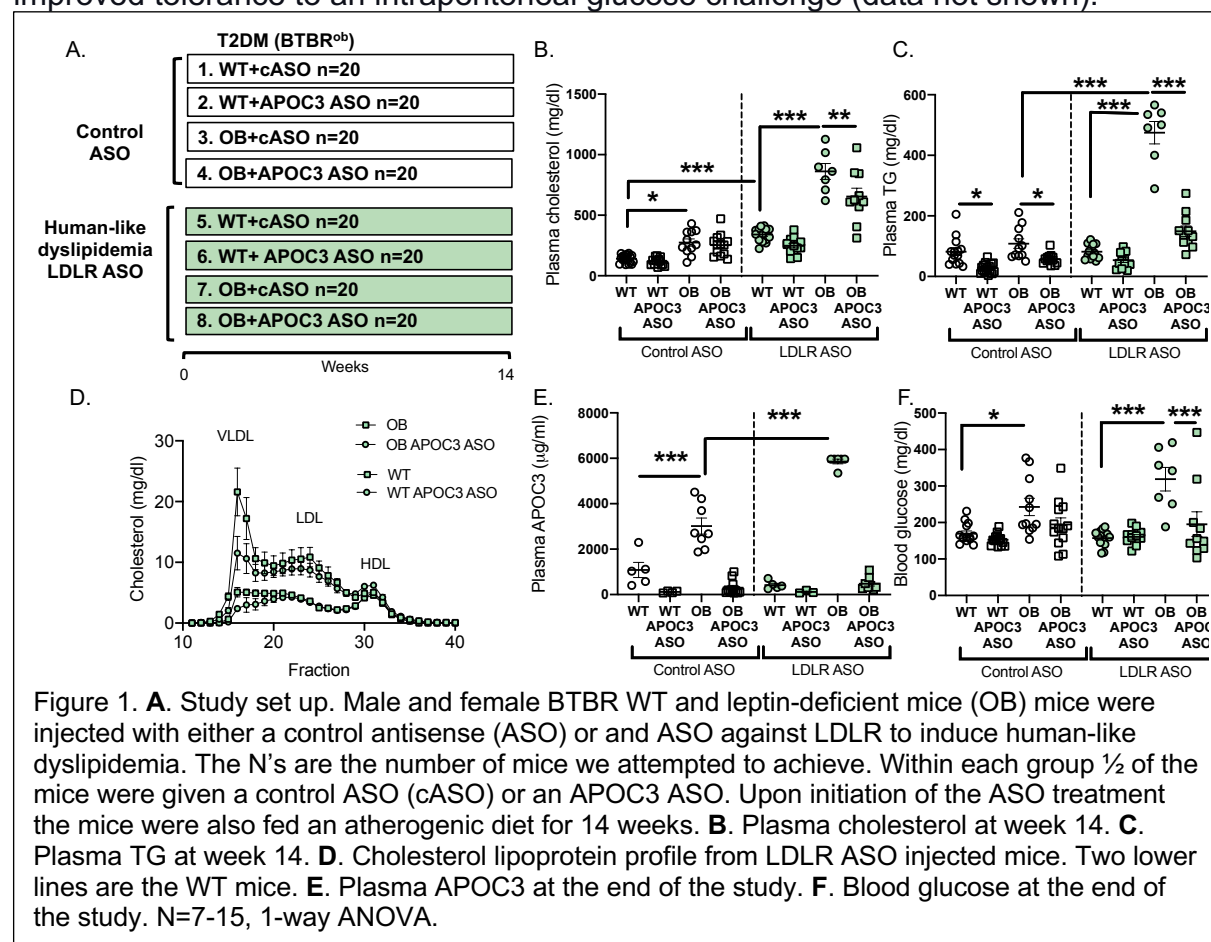 improved tolerance to an intraperitoneal glucose challenge (data not shown).
A.
T2DM (BTBRᵒᵇ)
Control
ASO
1. WT+cASO n=20
2. WT+APOC3 ASO n=20
3. OB+cASO n=20
4. OB+APOC3 ASO n=20
Human-like
dyslipidemia
LDLR ASO
5. WT+cASO n=20
6. WT+ APOC3 ASO n=20
7. OB+cASO n=20
8. OB+APOC3 ASO n=20
0 Weeks 14
B.
Plasma cholesterol (mg/dl)
1500
1000
500
0
* *** *** **
WT WT OB OB WT WT OB OB
APOC3 APOC3 APOC3 APOC3
ASO ASO ASO ASO
Control ASO LDLR ASO
C.
Plasma TG (mg/dl)
600
400
200
0
* * *** *** ***
WT WT OB OB WT WT OB OB
APOC3 APOC3 APOC3 APOC3
ASO ASO ASO ASO
Control ASO LDLR ASO
D.
Cholesterol (mg/dl)
30
20
10
0
VLDL
LDL
HDL
OB
OB APOC3 ASO
WT
WT APOC3 ASO
10 20 30 40
Fraction
E.
Plasma APOC3 (µg/ml)
8000
6000
4000
2000
0
*** ***
WT WT OB OB WT WT OB OB
APOC3 APOC3 APOC3 APOC3
ASO ASO ASO ASO
Control ASO LDLR ASO
F.
Blood glucose (mg/dl)
500
400
300
200
100
0
* *** ***
WT WT OB OB WT WT OB OB
APOC3 APOC3 APOC3 APOC
ASO ASO ASO ASO
Control ASO LDLR ASO
Figure 1. A. Study set up. Male and female BTBR WT and leptin-deficient mice (OB) mice were
injected with either a control antisense (ASO) or and ASO against LDLR to induce human-like
dyslipidemia. The N's are the number of mice we attempted to achieve. Within each group ½ of the
mice were given a control ASO (cASO) or an APOC3 ASO. Upon initiation of the ASO treatment
the mice were also fed an atherogenic diet for 14 weeks. B. Plasma cholesterol at week 14. C.
Plasma TG at week 14. D. Cholesterol lipoprotein profile from LDLR ASO injected mice. Two lower
lines are the WT mice. E. Plasma APOC3 at the end of the study. F. Blood glucose at the end of
the study. N=7-15, 1-way ANOVA.